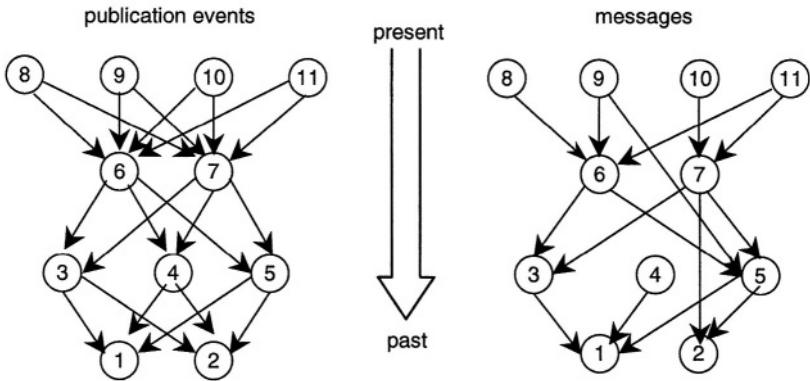 publication events
present
messages
8 9 10 11
8 9 10 11
6 7
6 7
3 4 5
3 4 5
past
1 2
1 2